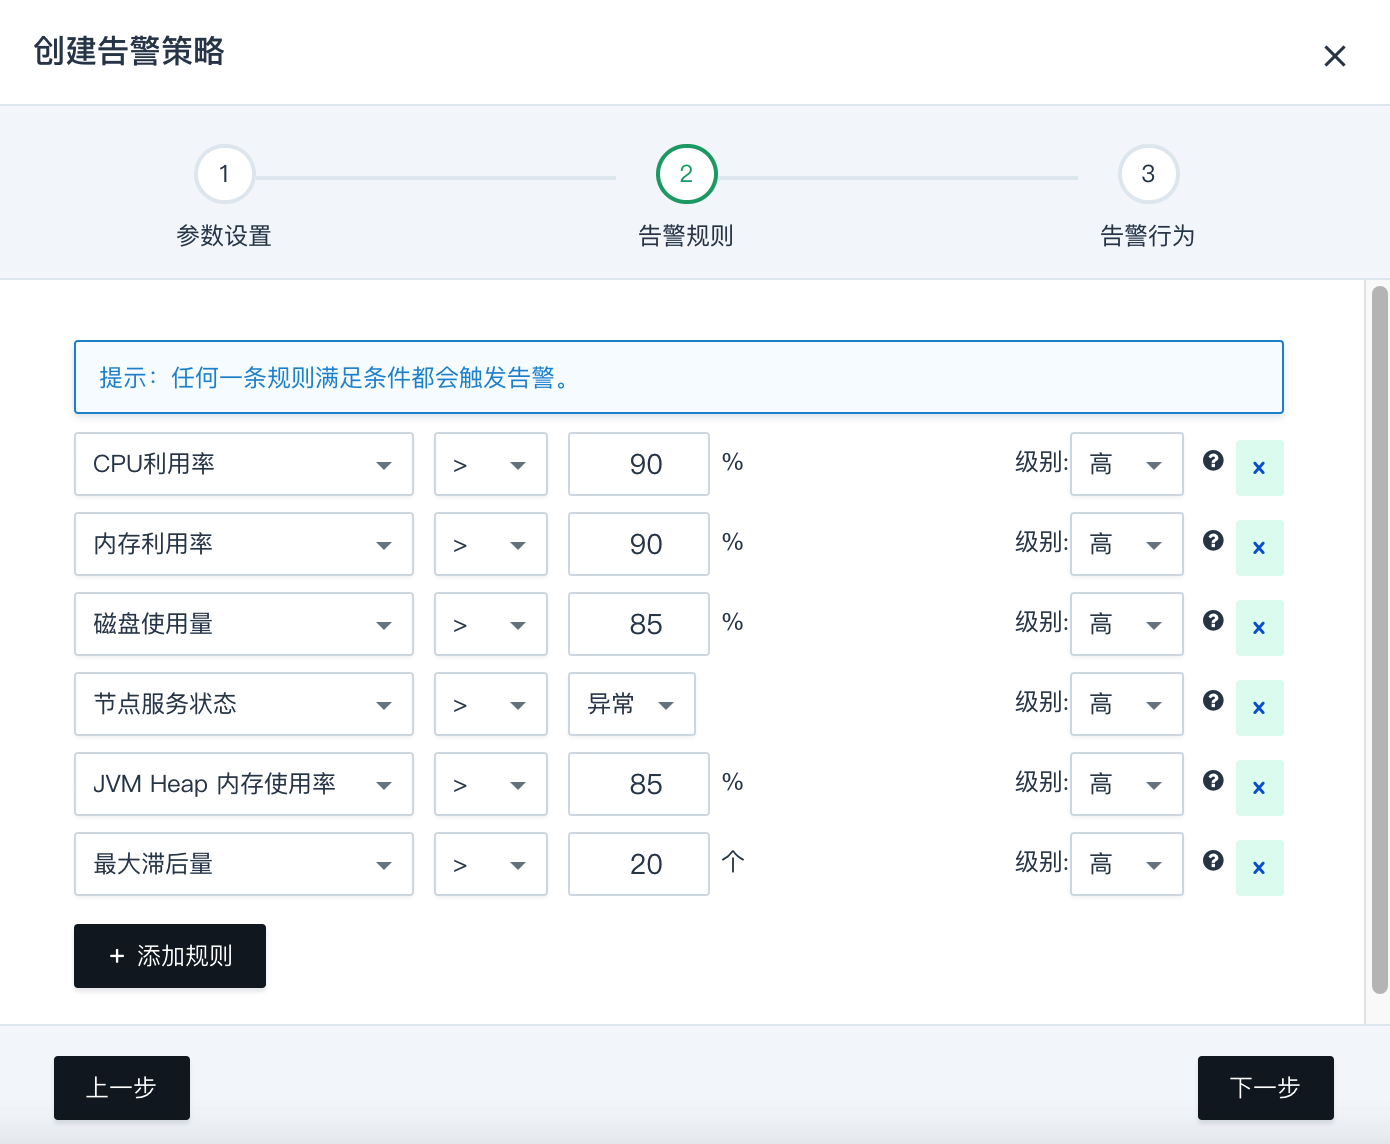 创建告警策略
1
2
3
参数设置
告警规则
告警行为
提示：任何一条规则满足条件都会触发告警。
CPU利用率 > 90 % 级别: 高
内存利用率 > 90 % 级别: 高
磁盘使用量 > 85 % 级别: 高
节点服务状态 > 异常 级别: 高
JVM Heap 内存使用率 > 85 % 级别: 高
最大滞后量 > 20 个 级别: 高
+ 添加规则
上一步
下一步